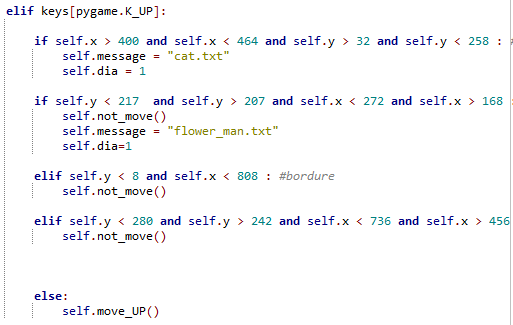 elif keys[pygame.K_UP]:
if self.x > 400 and self.x < 464 and self.y > 32 and self.y < 258 : #
self.message = "cat.txt"
self.dia = 1
if self.y < 217  and self.y > 207 and self.x < 272 and self.x > 168 :
self.not_move()
self.message = "flower_man.txt"
self.dia=1
elif self.y < 8 and self.x < 808 : #bordure
self.not_move()
elif self.y < 280 and self.y > 242 and self.x < 736 and self.x > 456
self.not_move()
else:
self.move_UP()